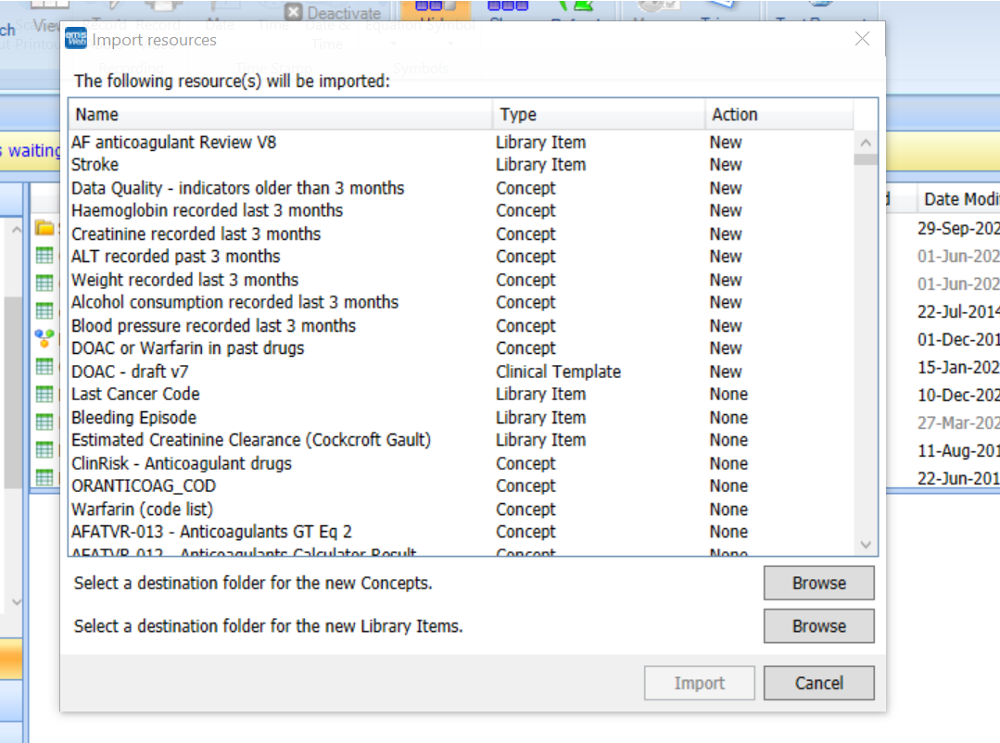 View
Deactivate
Import resources
The following resource(s) will be imported:
Name Type Action
AF anticoagulant Review V8 Library Item New
Stroke Library Item New
Data Quality - indicators older than 3 months Concept New
Haemoglobin recorded last 3 months Concept New
Creatinine recorded last 3 months Concept New
ALT recorded past 3 months Concept New
Weight recorded last 3 months Concept New
Alcohol consumption recorded last 3 months Concept New
Blood pressure recorded last 3 months Concept New
DOAC or Warfarin in past drugs Concept New
DOAC - draft v7 Clinical Template New
Last Cancer Code Library Item None
Bleeding Episode Library Item None
Estimated Creatinine Clearance (Cockcroft Gault) Library Item None
ClinRisk - Anticoagulant drugs Concept None
ORANTICOAG_COD Concept None
Warfarin (code list) Concept None
AFATVR-013 - Anticoagulants GT Eq 2 Concept None
AFATVR-012 - Anticoagulants Calculator Result Concept None
Select a destination folder for the new Concepts. Browse
Select a destination folder for the new Library Items. Browse
Import Cancel
s waiting
Date Modi
29-Sep-202
01-Jun-202
01-Jun-202
22-Jul-2014
01-Dec-201
15-Jan-202
10-Dec-202
27-Mar-202
11-Aug-201
22-Jun-201